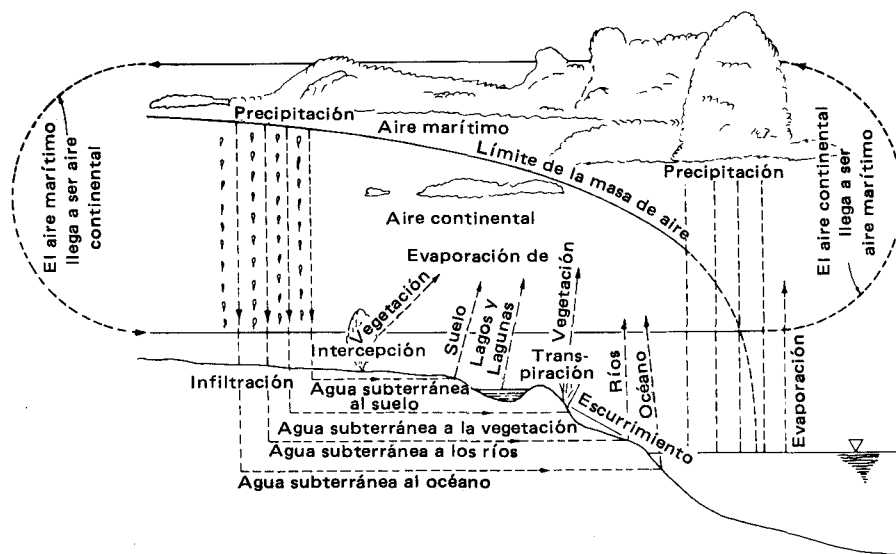 Precipitación
Aire marítimo
Límite de la masa de aire
Precipitación
El aire marítimo
llega a ser aire
continental
El aire continental
llega a ser
aire marítimo
Aire continental
Evaporación de
Vegetación
Suelo
Lagos y
Lagunas
Vegetación
Intercepción
Trans-
piración
Ríos
Océano
Evaporación
Infiltración
Agua subterránea
al suelo
Escurrimiento
Agua subterránea a la vegetación
Agua subterránea a los ríos
Agua subterránea al océano